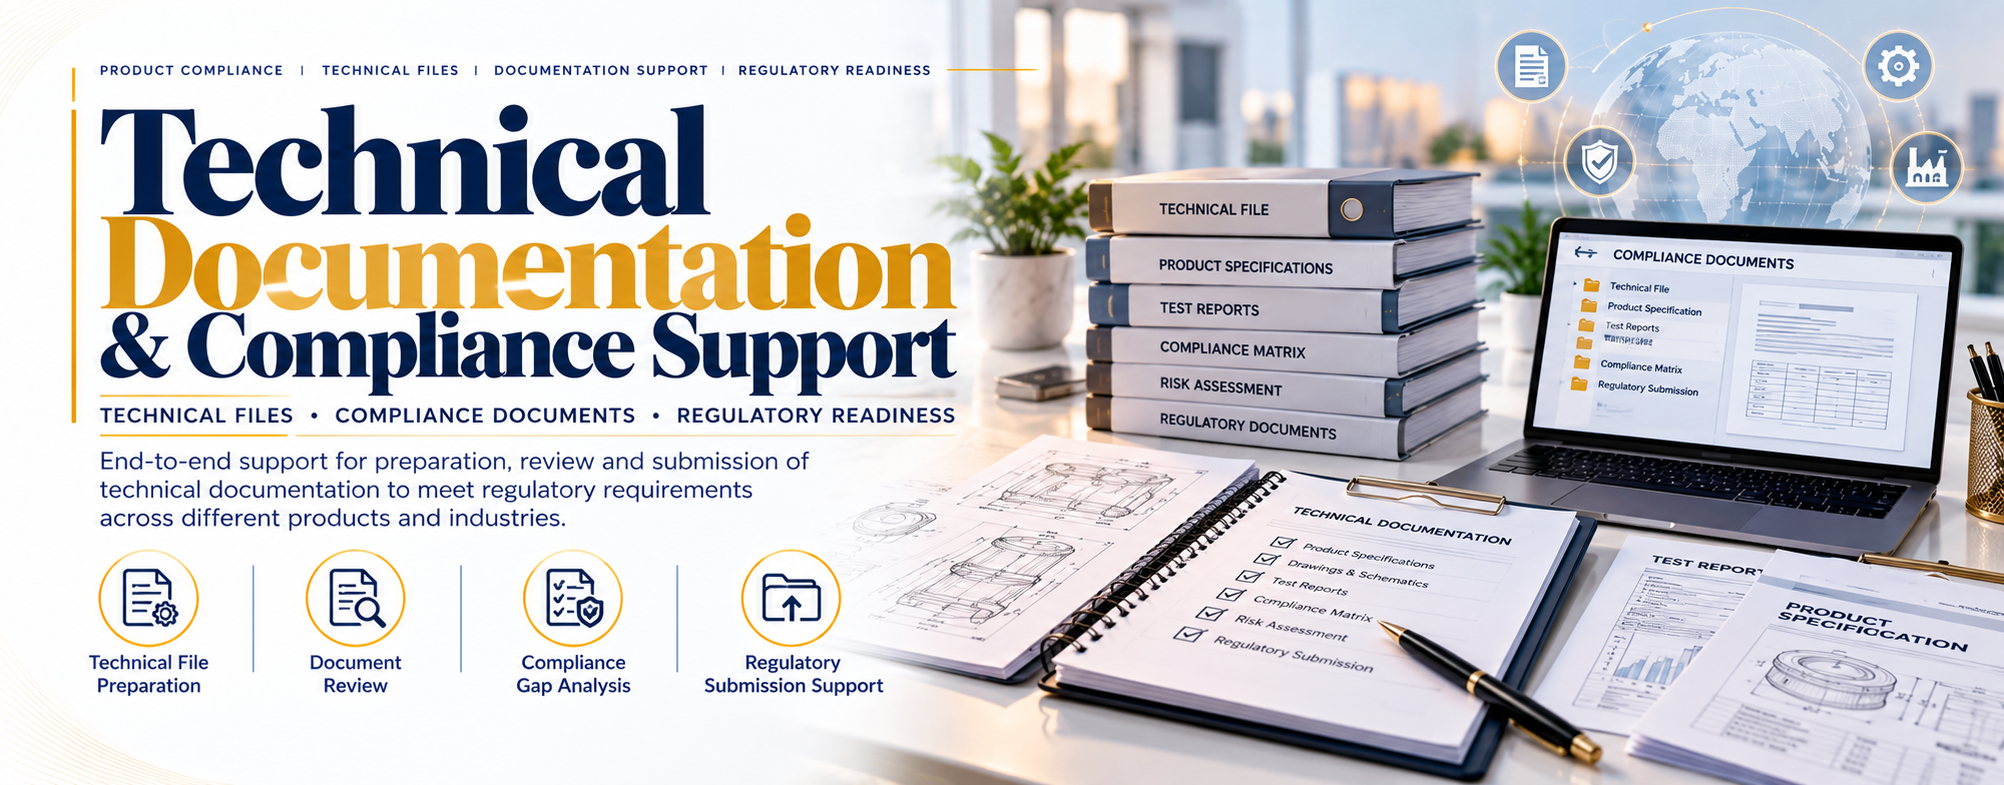 PRODUCT COMPLIANCE | TECHNICAL FILES | DOCUMENTATION SUPPORT | REGULATORY READINESS
Technical
Documentation
& Compliance Support
TECHNICAL FILES • COMPLIANCE DOCUMENTS • REGULATORY READINESS
End-to-end support for preparation, review and submission of
technical documentation to meet regulatory requirements
across different products and industries.
Technical File
Preparation
Document
Review
Compliance
Gap Analysis
Regulatory
Submission Support
TECHNICAL FILE
PRODUCT SPECIFICATIONS
TEST REPORTS
COMPLIANCE MATRIX
RISK ASSESSMENT
REGULATORY DOCUMENTS
COMPLIANCE DOCUMENTS
Technical File
Product Specification
Test Reports
Compliance Matrix
Regulatory Submission
TECHNICAL DOCUMENTATION
Product Specifications
Drawings & Schematics
Test Reports
Compliance Matrix
Risk Assessment
Regulatory Submission
TEST REPORT
PRODUCT
SPECIFIQCATION